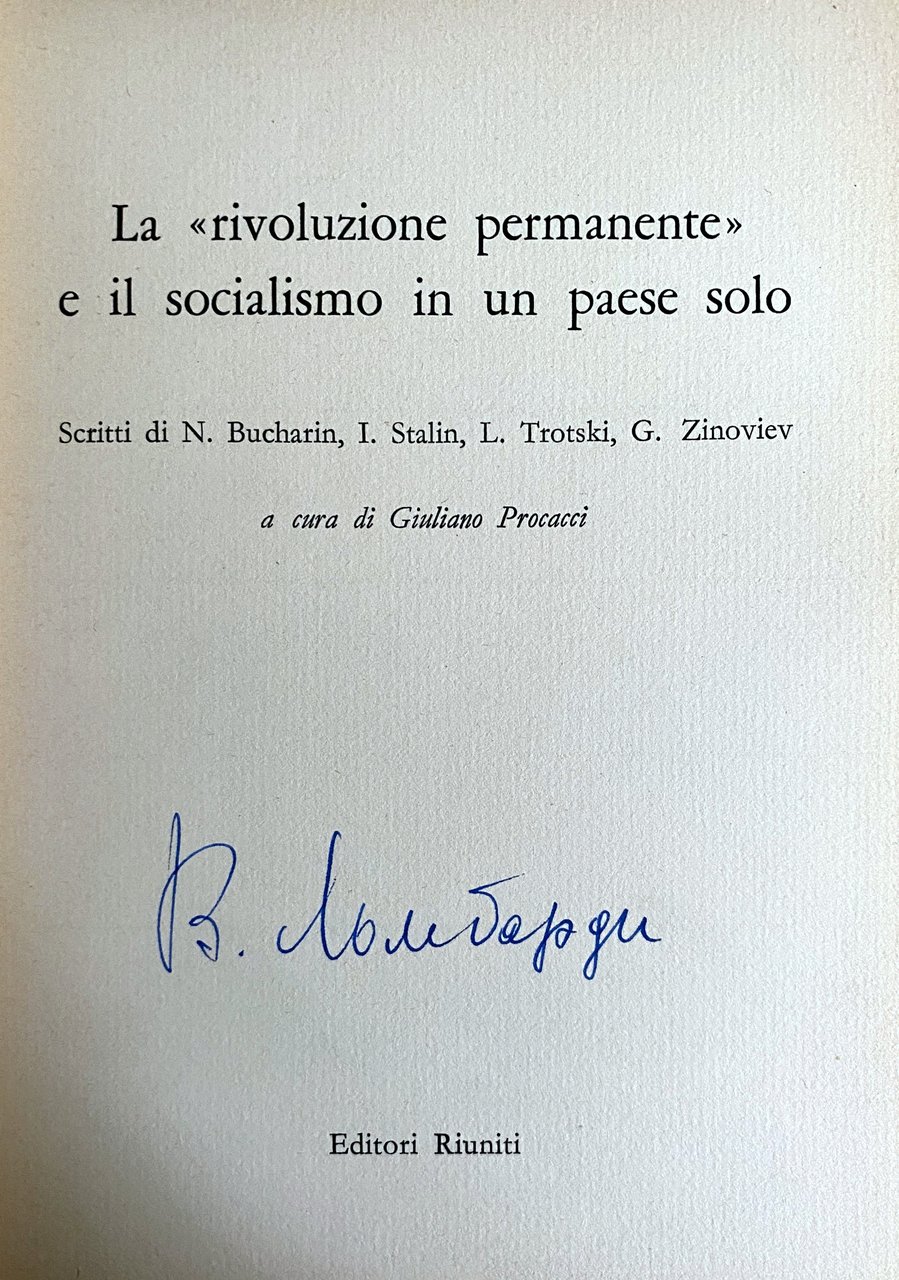 La «rivoluzione permanente»
e il socialismo in un paese solo
Scritti di N. Bucharin, I. Stalin, L. Trotski, G. Zinoviev
a cura di Giuliano Procacci
В. Ломбарди
Editori Riuniti